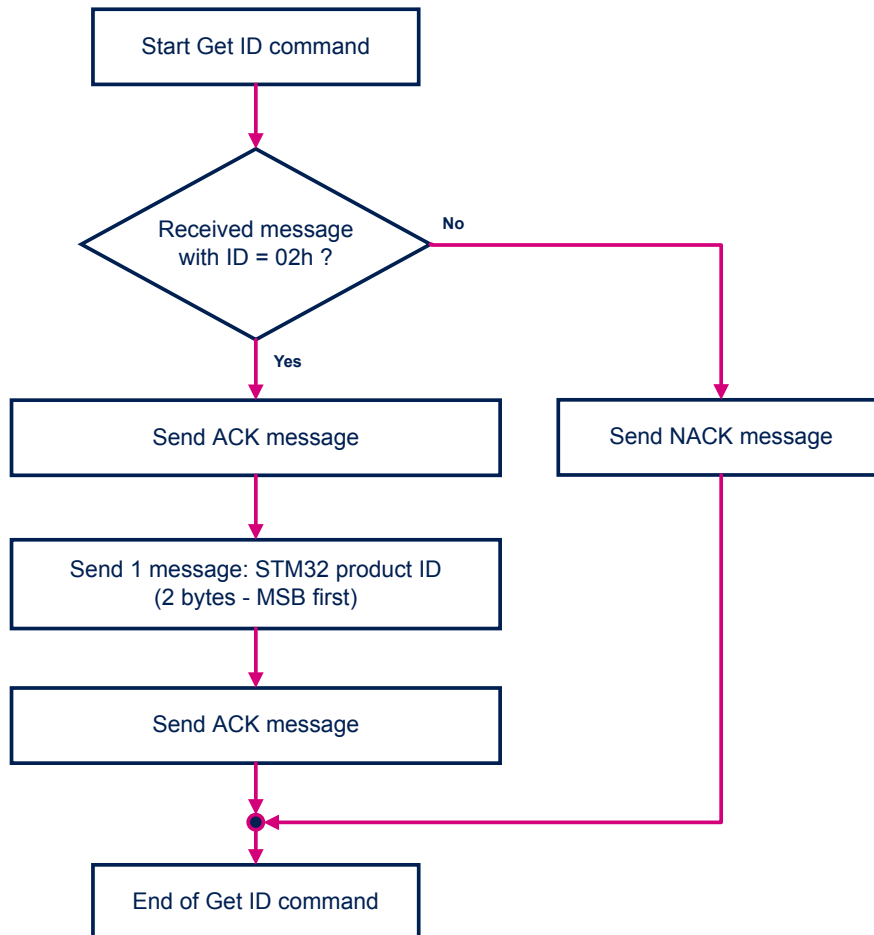 Start Get ID command
Received message
with ID = 02h ?
No
Yes
Send ACK message
Send NACK message
Send 1 message: STM32 product ID
(2 bytes - MSB first)
Send ACK message
End of Get ID command